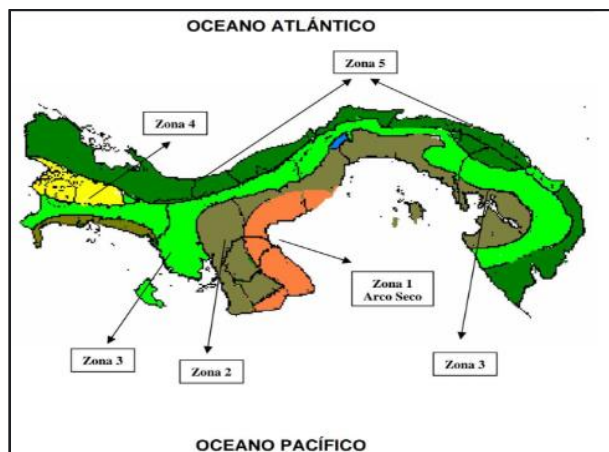 OCEANO ATLÁNTICO
Zona 5
Zona 4
Zona 1
Arco Seco
Zona 3
Zona 2
Zona 3
OCEANO PACÍFICO